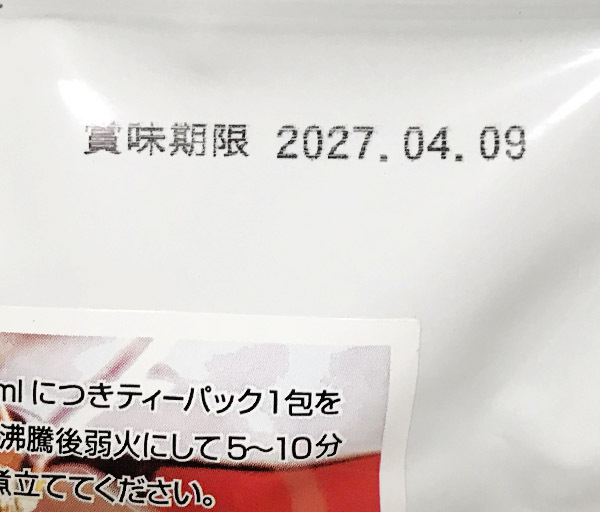 賞味期限 2027.04.09
mlにつきティーパック1包を
沸騰後弱火にして5〜10分
煮立ててください。